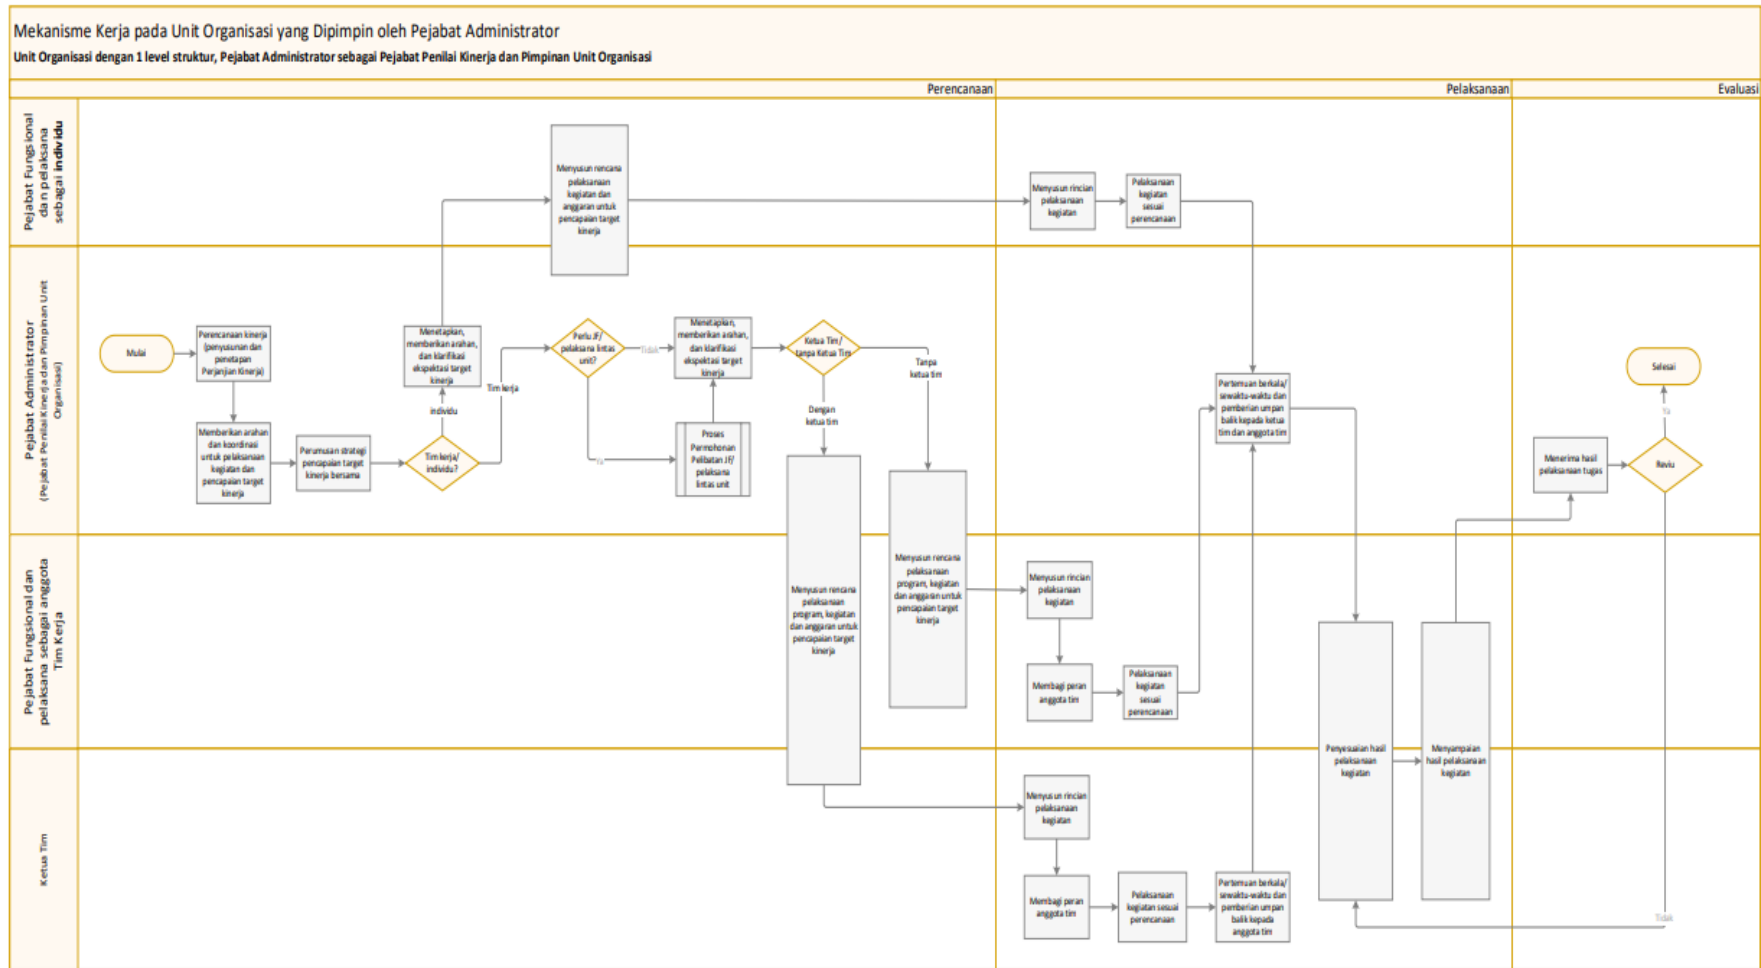 Mekanisme Kerja pada Unit Organisasi yang Dipimpin oleh Pejabat Administrator
Unit Organisasi dengan 1 level struktur, Pejabat Administrator sebagai Pejabat Penilai Kinerja dan Pimpinan Unit Organisasi
Perencanaan
Pelaksanaan
Evaluasi
Pejabat Fungsional
dan pelaksana
sebagai individu
Menyusun rencana
pelaksanaan
kegiatan dan
anggaran untuk
pencapaian target
kinerja
Menyusun rincian
pelaksanaan
kegiatan
Pelaksanaan
kegiatan
sesuai
perencanaan
Pejabat Administrator
(Pejabat Penilai Kinerja dan Pimpinan Unit
Organisasi)
Mulai
Perencanaan kinerja
(penyusunan dan
penetapan
Perjanjian Kinerja)
Memberikan arahan
dan koordinasi
untuk pelaksanaan
kegiatan dan
pencapaian target
kinerja
Perumusan strategi
pencapaian target
kinerja bersama
Tim kerja/
individu?
individu
Tim kerja
Menetapkan,
memberikan arahan,
dan klarifikasi
ekspektasi target
kinerja
Perlu JF/
pelaksana lintas
unit?
Tidak
Ya
Proses
Permohonan
Pelibatan JF/
pelaksana
lintas unit
Menetapkan,
memberikan arahan,
dan klarifikasi
ekspektasi target
kinerja
Ketua Tim/
tanpa Ketua Tim
Dengan
ketua tim
Tanpa
ketua tim
Pertemuan berkala/
sewaktu-waktu dan
pemberian umpan
balik kepada ketua
tim dan anggota tim
Menerima hasil
pelaksanaan tugas
Reviu
Ya
Selesai
Tidak
Pejabat Fungsional dan
pelaksana sebagai anggota
Tim Kerja
Menyusun rencana
pelaksanaan
program, kegiatan
dan anggaran untuk
pencapaian target
kinerja
Menyusun rencana
pelaksanaan
program, kegiatan
dan anggaran untuk
pencapaian target
kinerja
Menyusun rincian
pelaksanaan
kegiatan
Membagi peran
anggota tim
Pelaksanaan
kegiatan
sesuai
perencanaan
Penyesuaian hasil
pelaksanaan
kegiatan
Menyampaian
hasil pelaksanaan
kegiatan
Ketua Tim
Menyusun rincian
pelaksanaan
kegiatan
Membagi peran
anggota tim
Pelaksanaan
kegiatan sesuai
perencanaan
Pertemuan berkala/
sewaktu-waktu dan
pemberian umpan
balik kepada
anggota tim